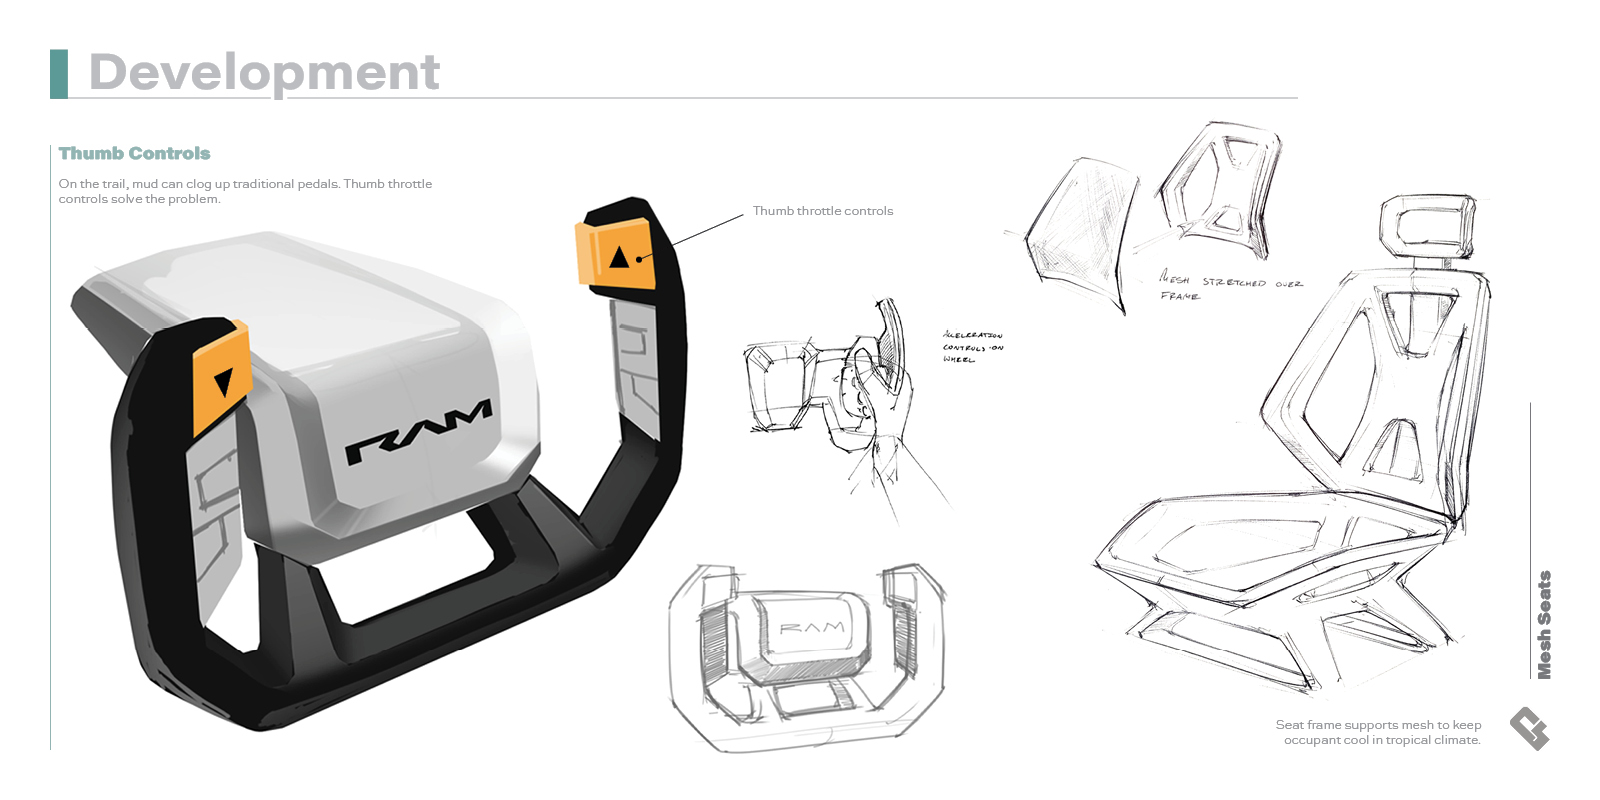 Development
Thumb Controls
On the trail, mud can clog up traditional pedals. Thumb throttle
controls solve the problem.
Thumb throttle controls
RAM
MESH STRETCHED OVER
FRAME
ACELERATION
CONTROLS ON
WHEEL
RAM
Mesh Seats
Seat frame supports mesh to keep
occupant cool in tropical climate.